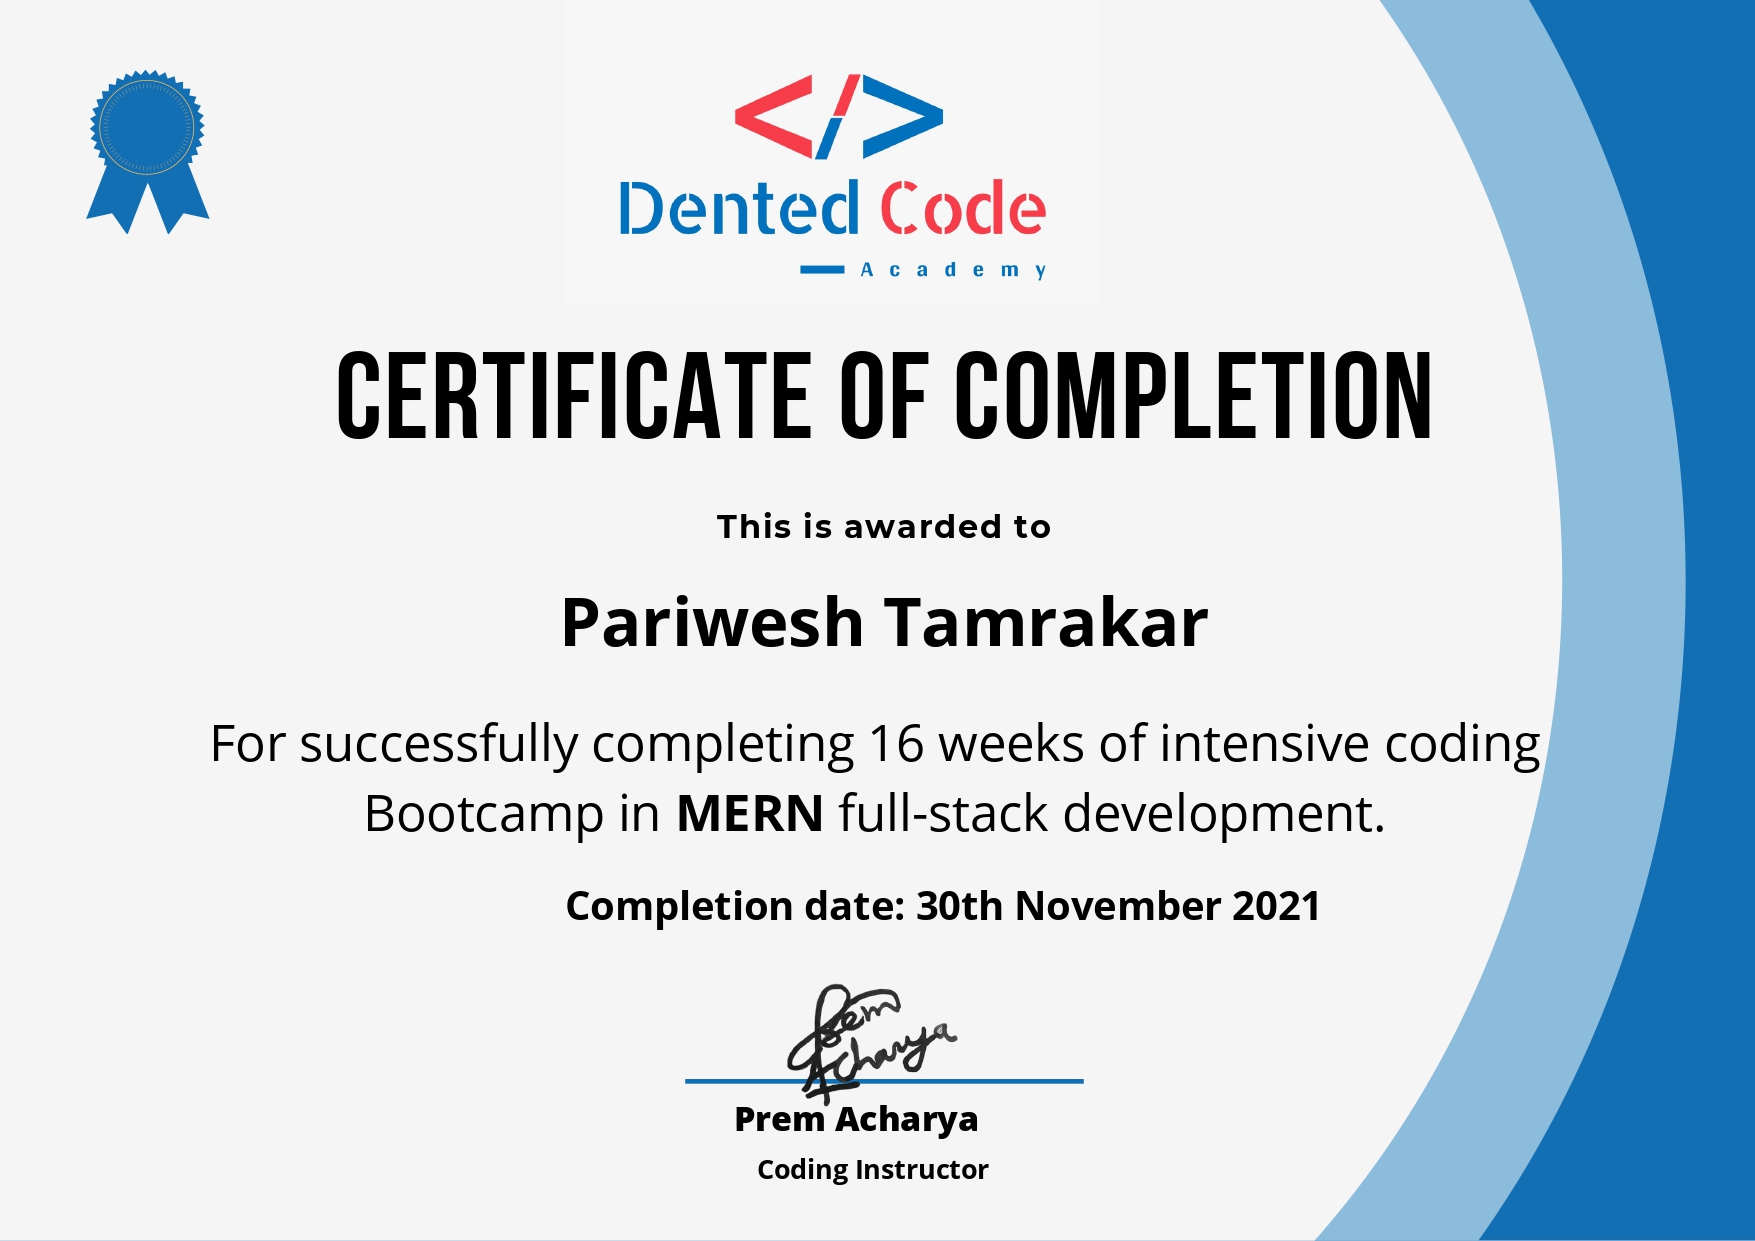 </>
Dented Code
Academy
CERTIFICATE OF COMPLETION
This is awarded to
Pariwesh Tamrakar
For successfully completing 16 weeks of intensive coding
Bootcamp in MERN full-stack development.
Completion date: 30th November 2021
Prem
Acharya
Prem Acharya
Coding Instructor